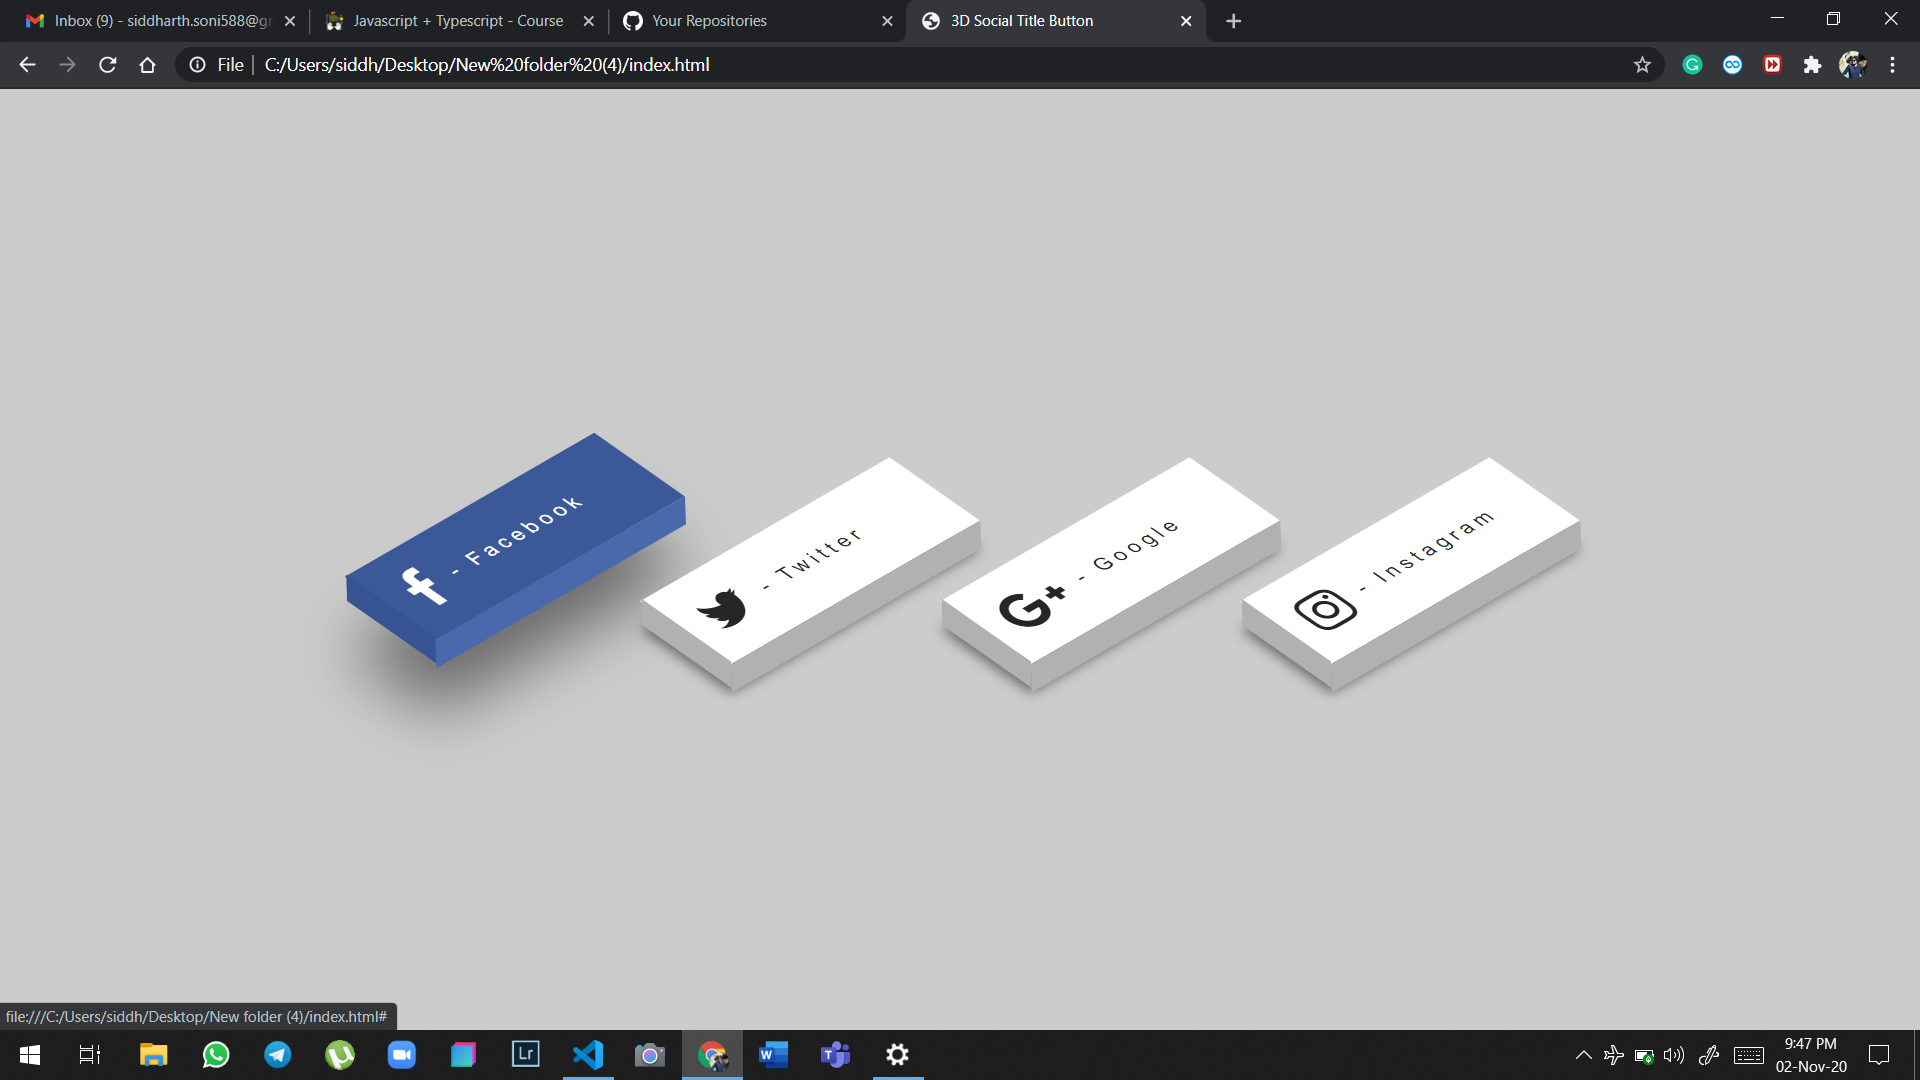 Inbox (9) - siddharth.soni588@gr
Javascript + Typescript - Course
Your Repositories
3D Social Title Button
File
C:/Users/siddh/Desktop/New%20folder%20(4)/index.html
- Facebook
- Twitter
G+ - Google
- Instagram
file:///C:/Users/siddh/Desktop/New folder (4)/index.html#
Lr
W
T
9:47 PM
02-Nov-20